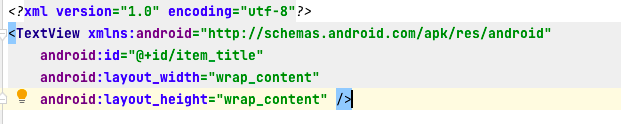 <?xml version="1.0" encoding="utf-8"?>
<TextView xmlns:android="http://schemas.android.com/apk/res/android"
    android:id="@+id/item_title"
    android:layout_width="wrap_content"
    android:layout_height="wrap_content" />